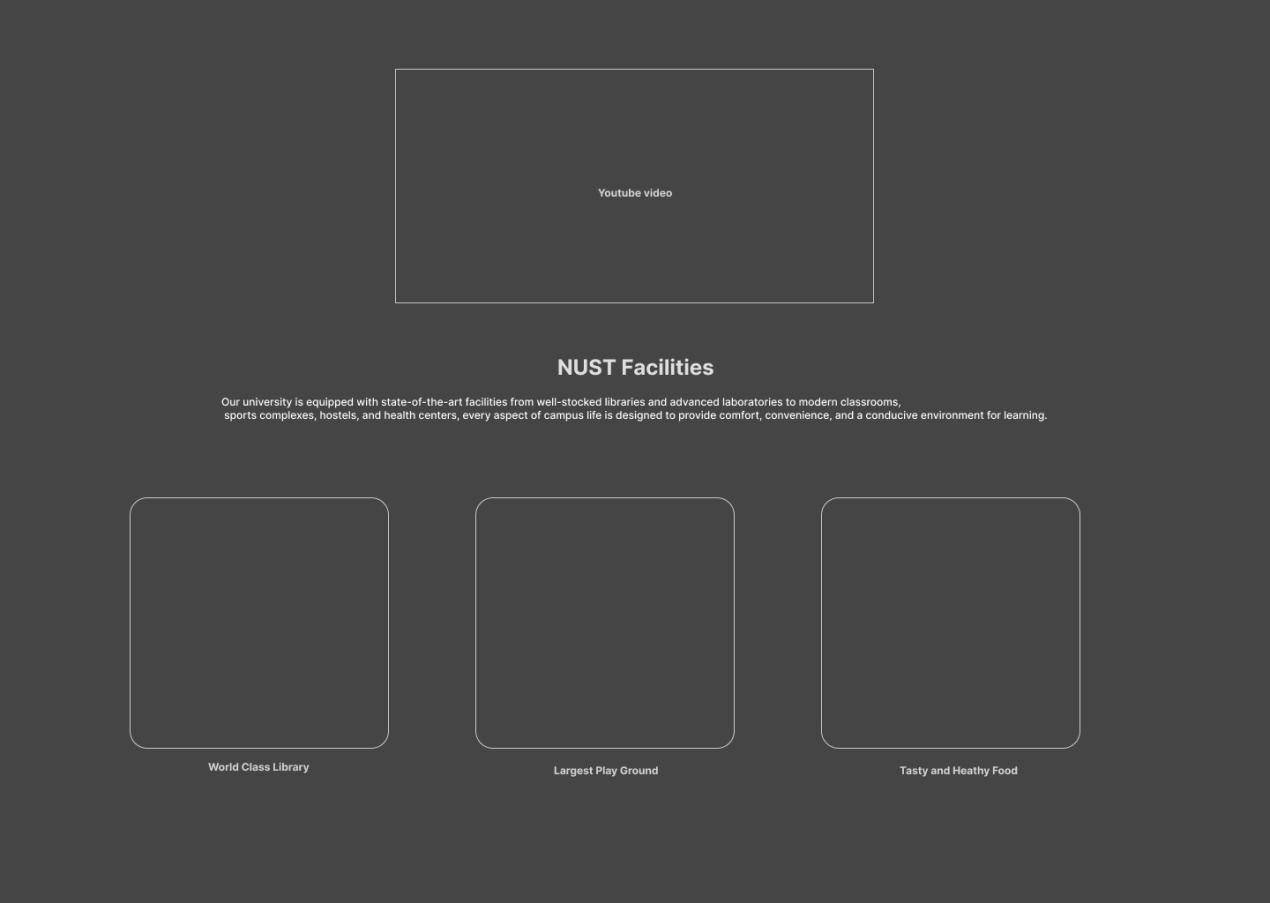 Youtube video
NUST Facilities
Our university is equipped with state-of-the-art facilities from well-stocked libraries and advanced laboratories to modern classrooms,
sports complexes, hostels, and health centers, every aspect of campus life is designed to provide comfort, convenience, and a conducive environment for learning.
World Class Library
Largest Play Ground
Tasty and Heathy Food